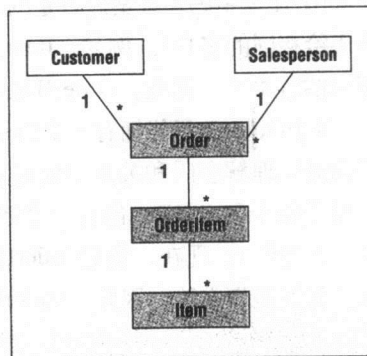 Customer
Salesperson
1
*
1
*
Order
1
*
OrderItem
1
*
Item